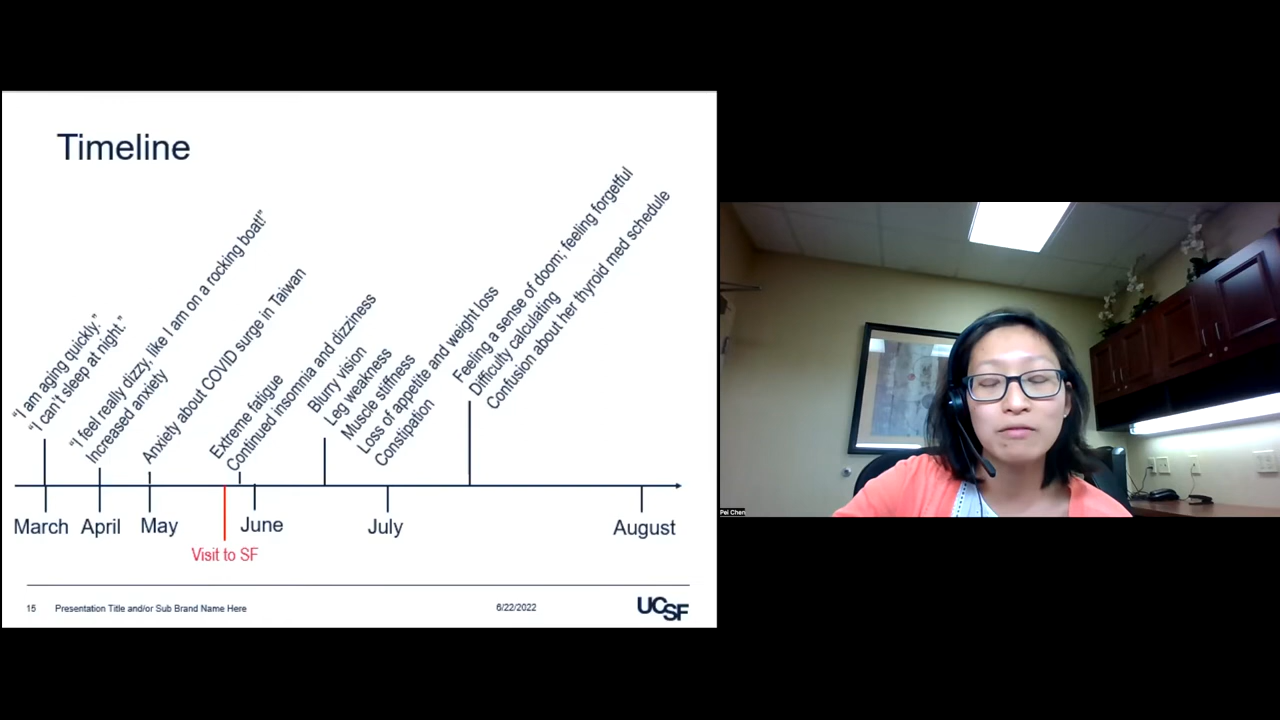 Timeline
"I am aging quickly."
"I can't sleep at night."
"I feel really dizzy, like I am on a rocking boat!"
Increased anxiety
Anxiety about COVID surge in Taiwan
Extreme fatigue
Continued insomnia and dizziness
Blurry vision
Leg weakness
Muscle stiffness
Loss of appetite and weight loss
Constipation
Feeling a sense of doom; feeling forgetful
Difficulty calculating
Confusion about her thyroid med schedule
March
April
May
June
July
August
Visit to SF
15
Presentation Title and/or Sub Brand Name Here
6/22/2022
UCSF
Pei Chen